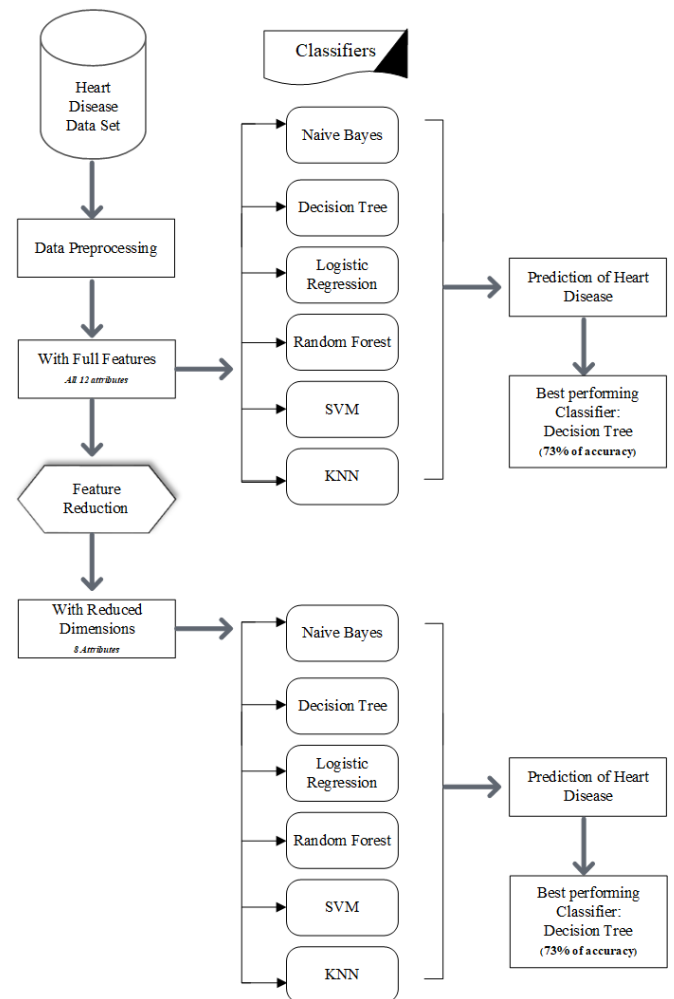 Heart
Disease
Data Set
Classifiers
Data Preprocessing
With Full Features
All 12 attributes
Naive Bayes
Decision Tree
Logistic
Regression
Random Forest
SVM
KNN
Prediction of Heart
Disease
Best performing
Classifier:
Decision Tree
(73% of accuracy)
Feature
Reduction
With Reduced
Dimensions
8 Attributes
Naive Bayes
Decision Tree
Logistic
Regression
Random Forest
SVM
KNN
Prediction of Heart
Disease
Best performing
Classifier:
Decision Tree
(73% of accuracy)